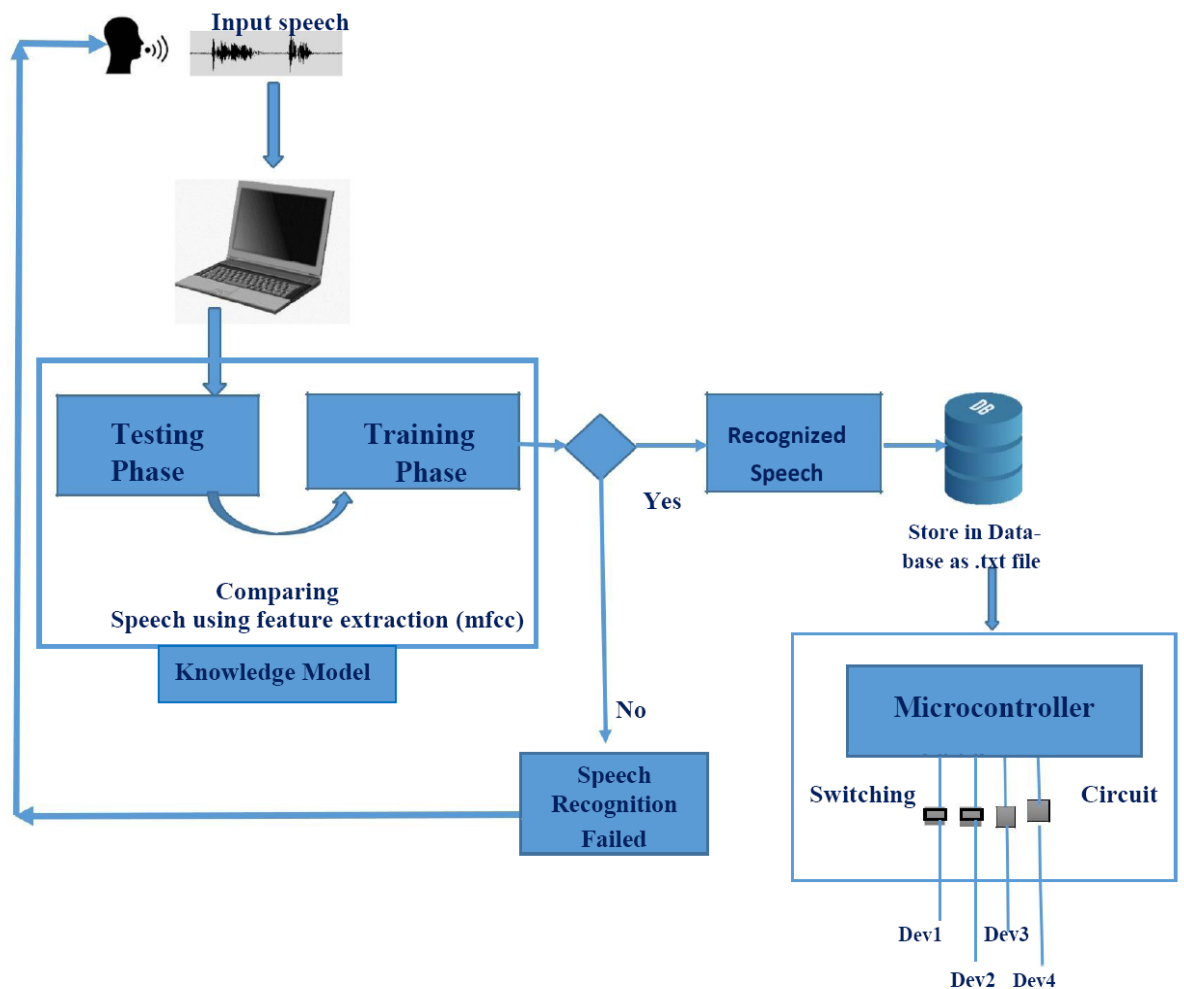 Input speech
Testing
Phase
Training
Phase
Comparing
Speech using feature extraction (mfcc)
Knowledge Model
Yes
No
Recognized
Speech
DB
Store in Data-
base as .txt file
Speech
Recognition
Failed
Microcontroller
Switching
Circuit
Dev1
Dev3
Dev2
Dev4